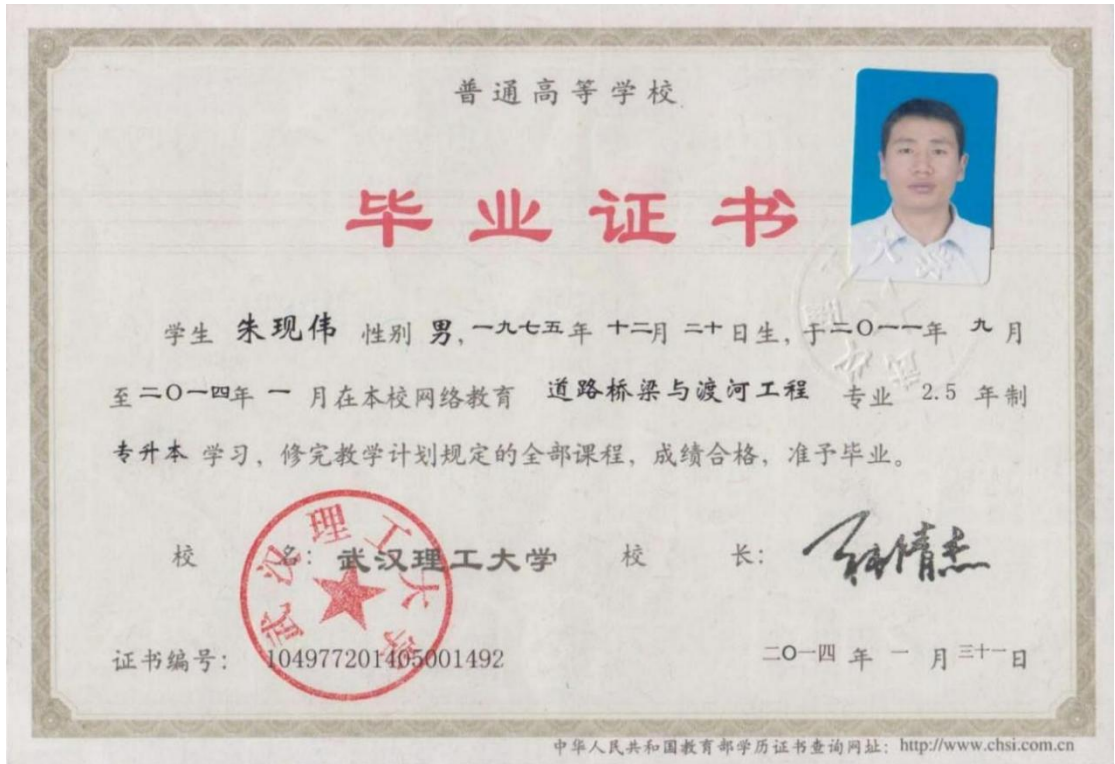 普通高等学校
毕业证书
学生 朱现伟 性别 男，一九七五年 十二月 二十日生，于二〇一一年 九月
至二〇一四年 一 月在本校网络教育 道路桥梁与渡河工程 专业 2.5 年制
专升本 学习，修完教学计划规定的全部课程，成绩合格，准予毕业。
校 名：武汉理工大学 校 长：
武汉理工大学
证书编号：104977201405001492 二〇一四 年 一 月 三十一日
中华人民共和国教育部学历证书查询网址：http://www.chsi.com.cn